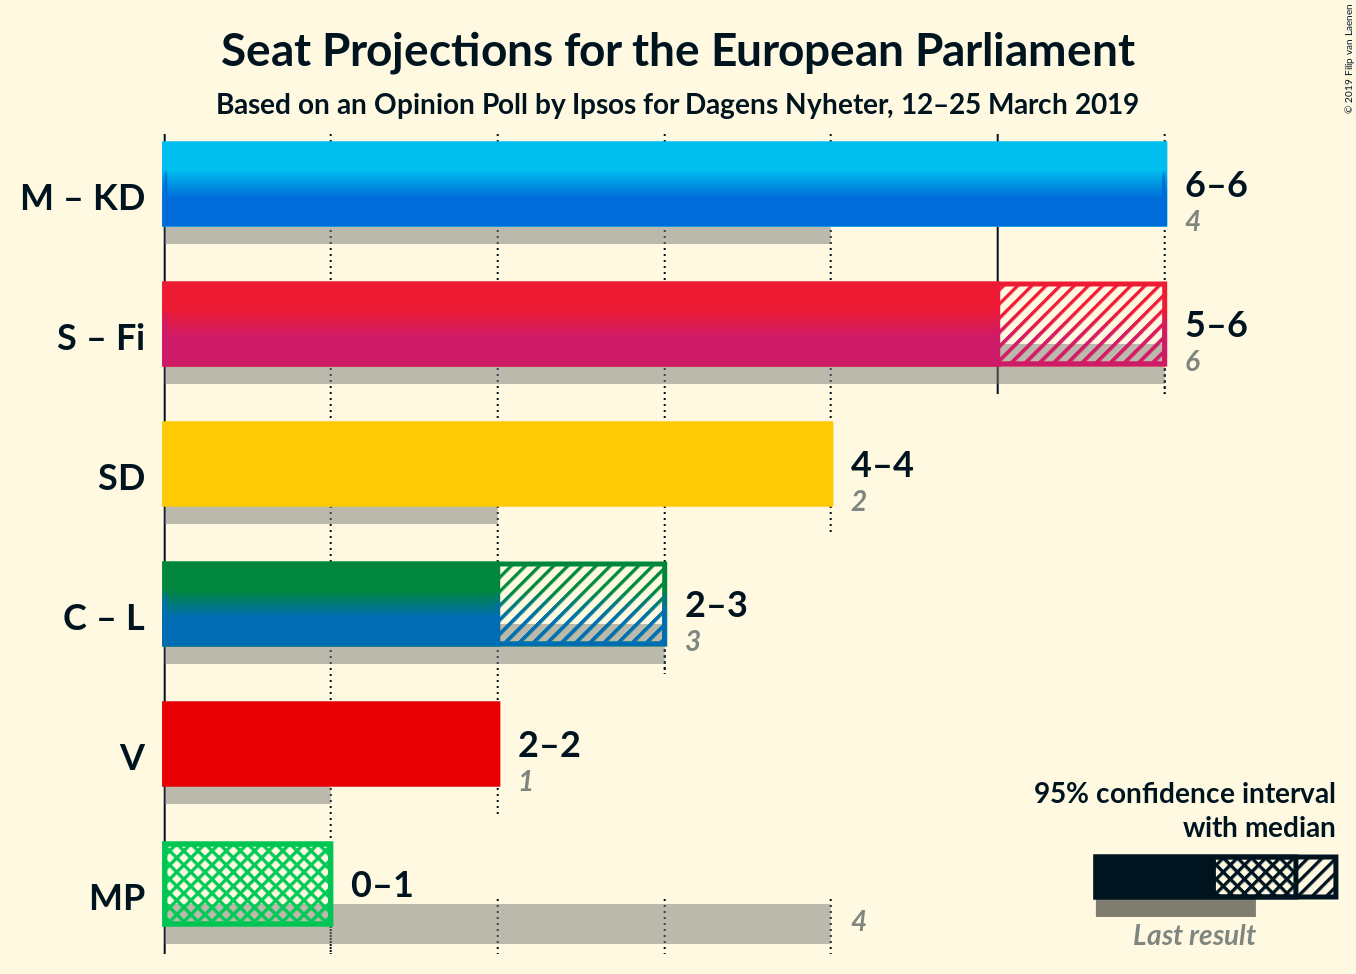 Seat Projections for the European Parliament
Based on an Opinion Poll by Ipsos for Dagens Nyheter, 12–25 March 2019
© 2019 Filip van Laenen
M – KD
6–6
4
S – Fi
5–6
6
SD
4–4
2
C – L
2–3
3
V
2–2
1
MP
0–1
4
95% confidence interval
with median
Last result